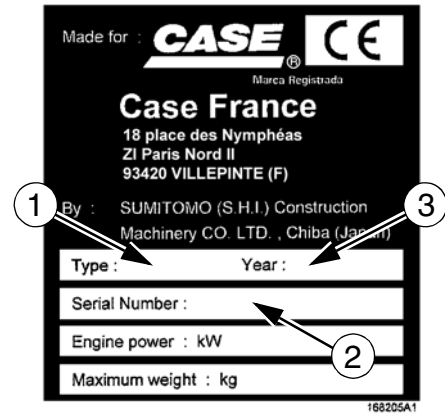 Made for : CASE ® CE
Marca Registrada
Case France
18 place des Nymphéas
ZI Paris Nord II
93420 VILLEPINTE (F)
1
3
By : SUMITOMO (S.H.I.) Construction
Machinery CO. LTD. , Chiba (Japan)
Type : Year :
Serial Number :
2
Engine power : kW
Maximum weight : kg
168205A1